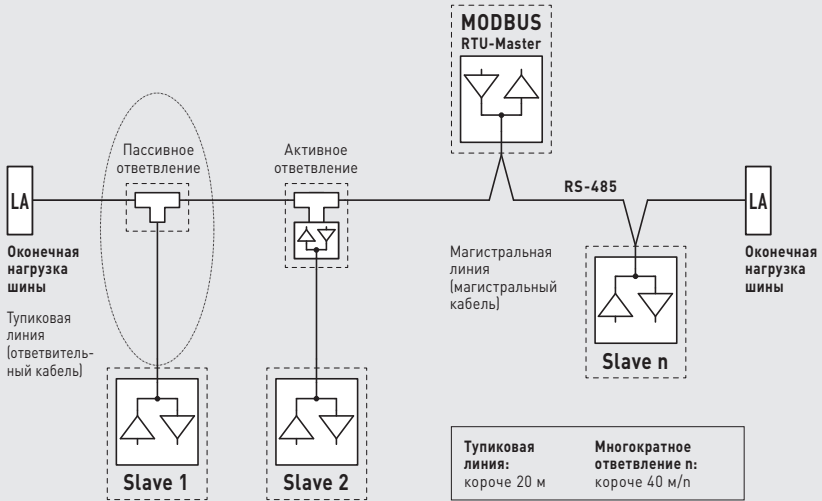 MODBUS
RTU-Master
Пассивное
ответвление
Активное
ответвление
LA
RS-485
LA
Оконечная
нагрузка
шины
Магистральная
линия
(магистральный
кабель)
Оконечная
нагрузка
шины
Тупиковая
линия
(ответвитель-
ный кабель)
Slave n
Slave 1
Slave 2
Тупиковая
линия:
короче 20 м
Многократное
ответвление n:
короче 40 м/n